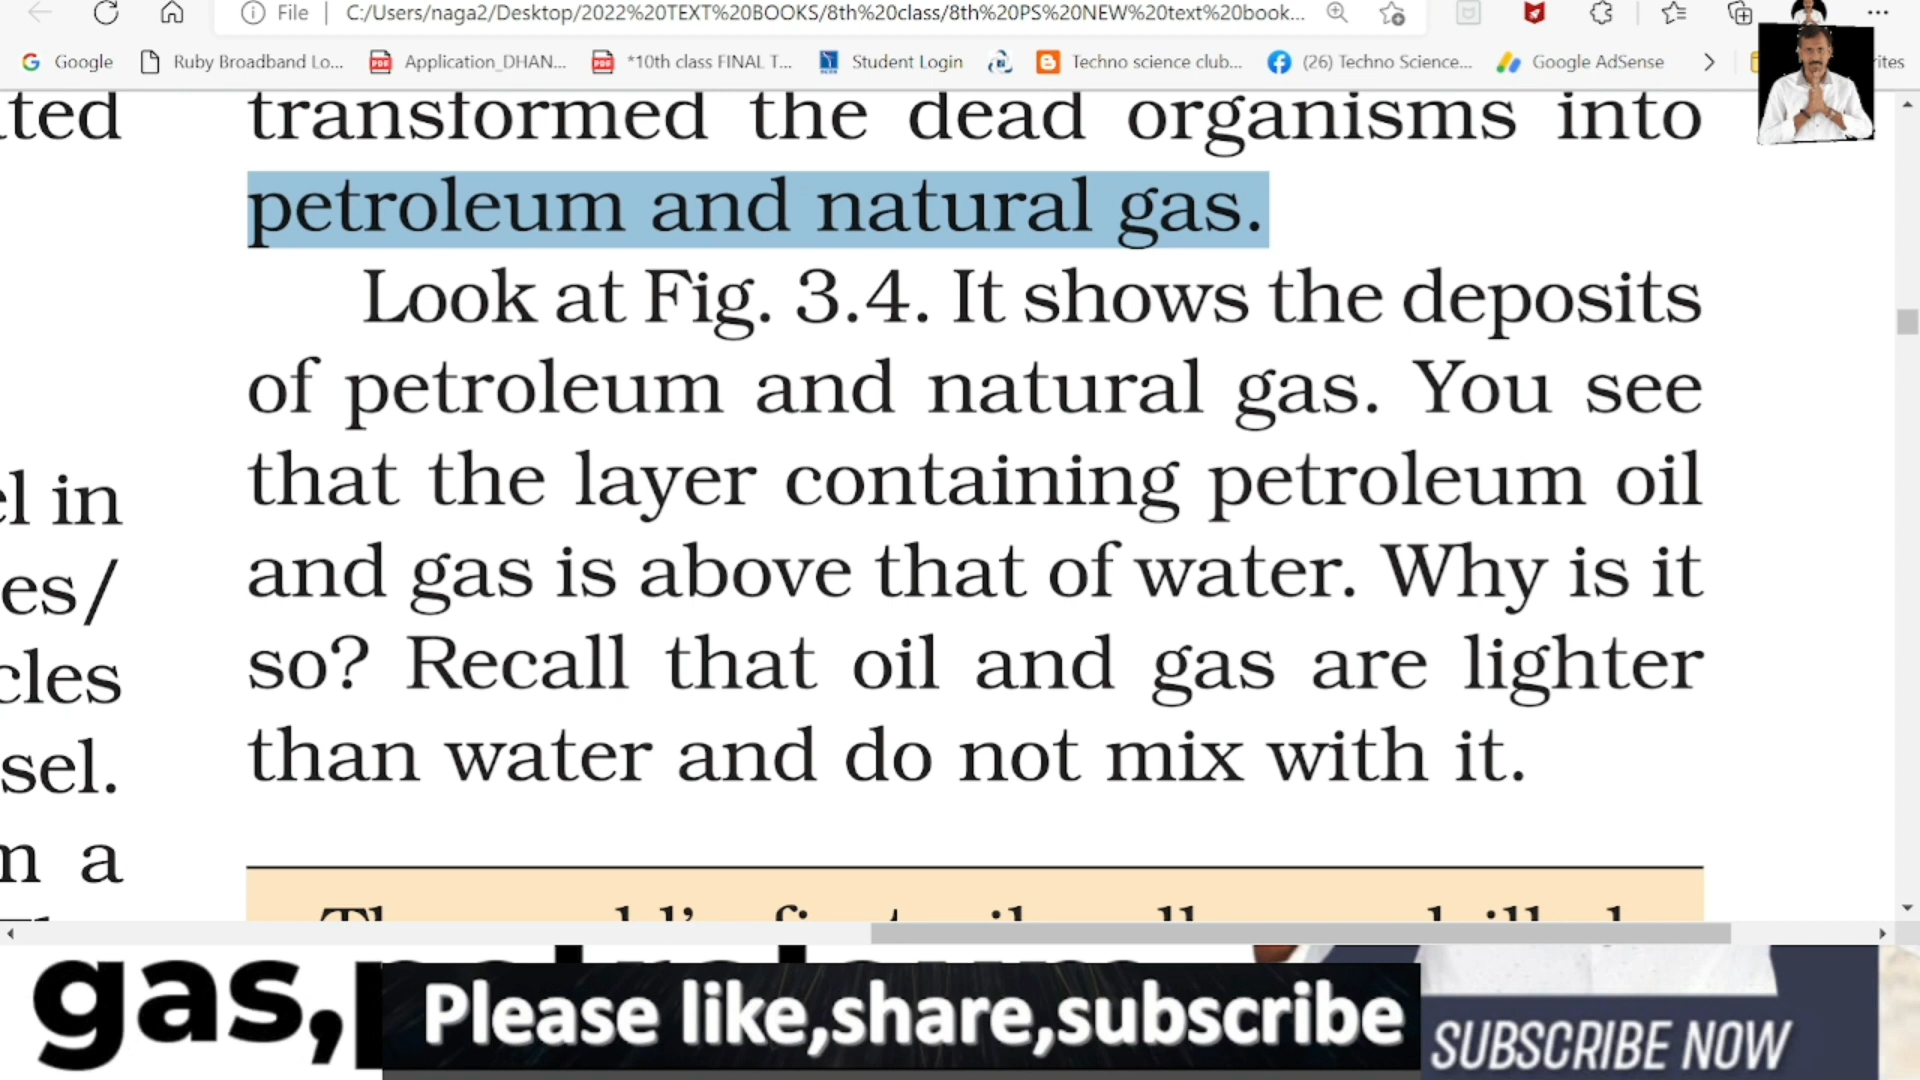 File
C:/Users/naga2/Desktop/2022%20TEXT%20BOOKS/8th%20class/8th%20PS%20NEW%20text%20book...
Google
Ruby Broadband Lo...
Application_DHAN...
*10th class FINAL T...
Student Login
Techno science club...
(26) Techno Science...
Google AdSense
rites
ted
el in
es/
cles
sel.
m a
transformed the dead organisms into
petroleum and natural gas.
Look at Fig. 3.4. It shows the deposits
of petroleum and natural gas. You see
that the layer containing petroleum oil
and gas is above that of water. Why is it
so? Recall that oil and gas are lighter
than water and do not mix with it.
gas,
Please like,share,subscribe
SUBSCRIBE NOW